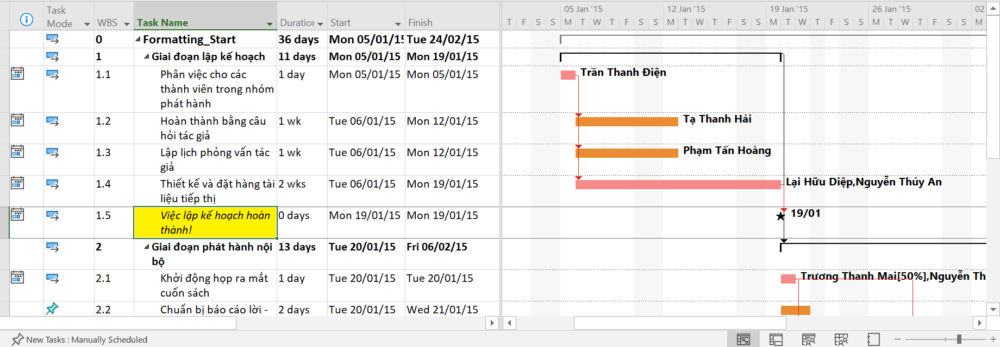 Task
Mode WBS Task Name Duration Start Finish
05 Jan '15 12 Jan '15 19 Jan '15 26 Jan '15 02
T F S S M T W T F S S M T W T F S S M T W T F S S M T W T F S S M
0 Formatting_Start 36 days Mon 05/01/15 Tue 24/02/15
1 Giai đoạn lập kế hoạch 11 days Mon 05/01/15 Mon 19/01/15
1.1 Phân việc cho các 1 day Mon 05/01/15 Mon 05/01/15 Trần Thanh Điện
thành viên trong nhóm
phát hành
1.2 Hoàn thành bằng câu 1 wk Tue 06/01/15 Mon 12/01/15 Tạ Thanh Hải
hỏi tác giả
1.3 Lập lịch phỏng vấn tác 1 wk Tue 06/01/15 Mon 12/01/15 Phạm Tấn Hoàng
giả
1.4 Thiết kế và đặt hàng tài 2 wks Tue 06/01/15 Mon 19/01/15 Lại Hữu Diệp,Nguyễn Thúy An
liệu tiếp thị
1.5 Việc lập kế hoạch hoàn 0 days Mon 19/01/15 Mon 19/01/15 19/01
thành!
2 Giai đoạn phát hành nội 13 days Tue 20/01/15 Fri 06/02/15
bộ
2.1 Khởi động họp ra mắt 1 day Tue 20/01/15 Tue 20/01/15 Trương Thanh Mai[50%],Nguyễn Th
cuốn sách
2.2 Chuẩn bị báo cáo lời - 2 days Tue 20/01/15 Wed 21/01/15
New Tasks : Manually Scheduled